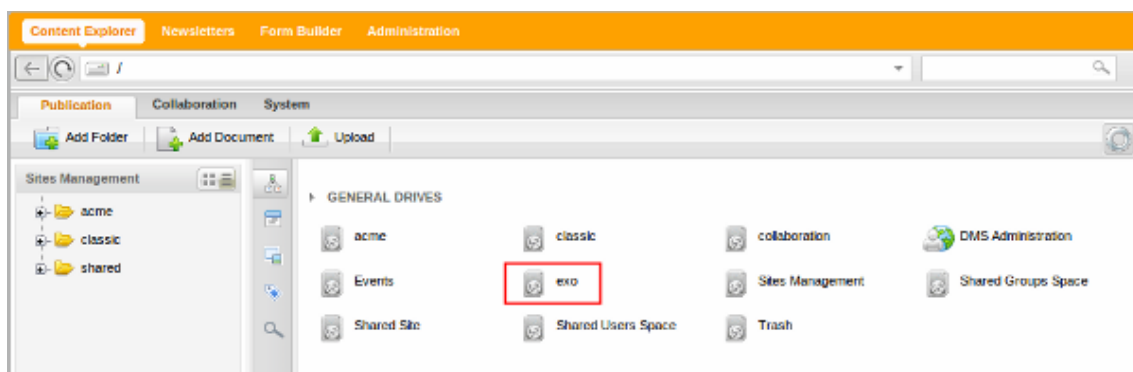 Content Explorer Newsletters Form Builder Administration
/
Publication Collaboration System
Add Folder Add Document Upload
Sites Management
acme
classic
shared
GENERAL DRIVES
acme classic collaboration DMS Administration
Events exo Sites Management Shared Groups Space
Shared Site Shared Users Space Trash